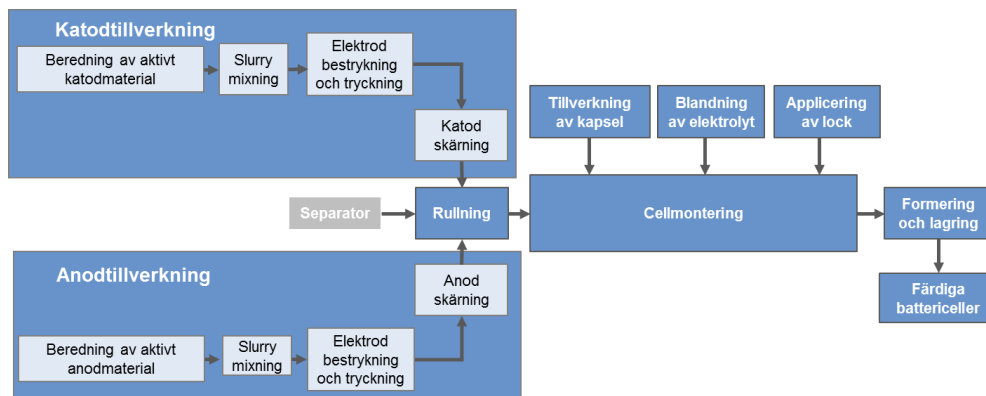 Katodtillverkning
Beredning av aktivt
katodmaterial
Slurry
mixning
Elektrod
bestrykning
och tryckning
Katod
skärning
Tillverkning
av kapsel
Blandning
av elektrolyt
Applicering
av lock
Separator
Rullning
Cellmontering
Formering
och lagring
Färdiga
battericeller
Anodtillverkning
Anod
skärning
Beredning av aktivt
anodmaterial
Slurry
mixning
Elektrod
bestrykning
och tryckning